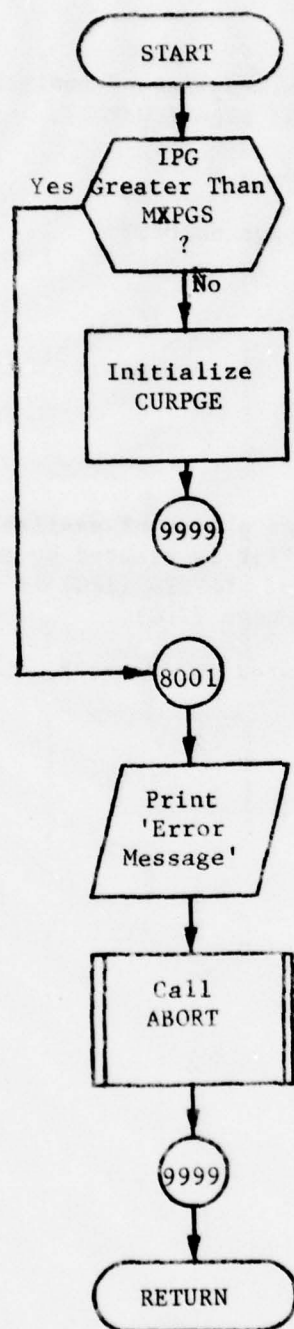 START
IPG
Yes Greater Than
MXPGS
?
No
Initialize
CURPGE
9999
8001
Print
'Error
Message'
Call
ABORT
9999
RETURN